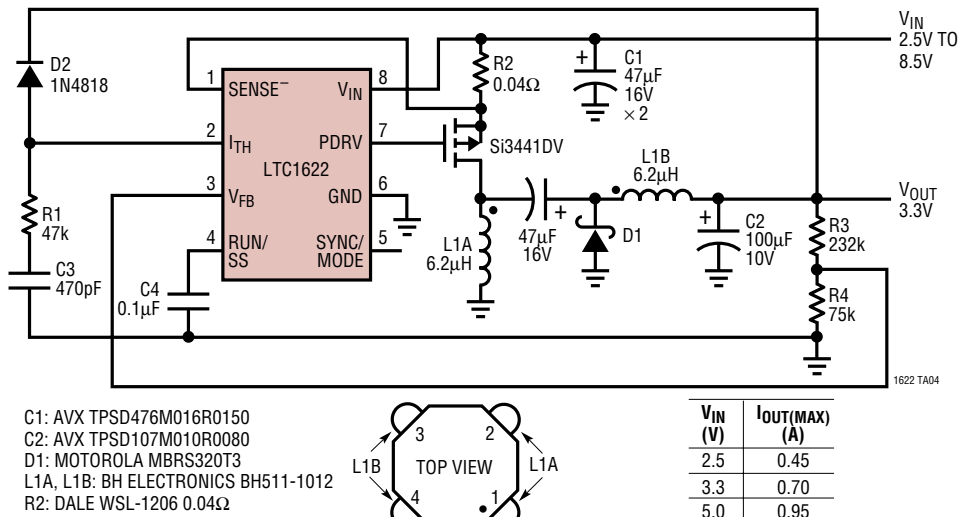 V_IN
2.5V TO
8.5V
D2
1N4818
1
SENSE⁻
V_IN
8
R2
0.04Ω
+
C1
47µF
16V
× 2
2
I_TH
PDRV
7
Si3441DV
LTC1622
3
V_FB
GND
6
L1B
6.2µH
V_OUT
3.3V
R1
47k
4
RUN/
SS
SYNC/
MODE
5
L1A
6.2µH
47µF
16V
+
D1
+
C2
100µF
10V
R3
232k
C3
470pF
C4
0.1µF
R4
75k
1622 TA04
C1: AVX TPSD476M016R0150
C2: AVX TPSD107M010R0080
D1: MOTOROLA MBRS320T3
L1A, L1B: BH ELECTRONICS BH511-1012
R2: DALE WSL-1206 0.04Ω
3
2
L1B
TOP VIEW
L1A
4
1
V_IN (V) I_OUT(MAX) (A)
2.5 0.45
3.3 0.70
5.0 0.95